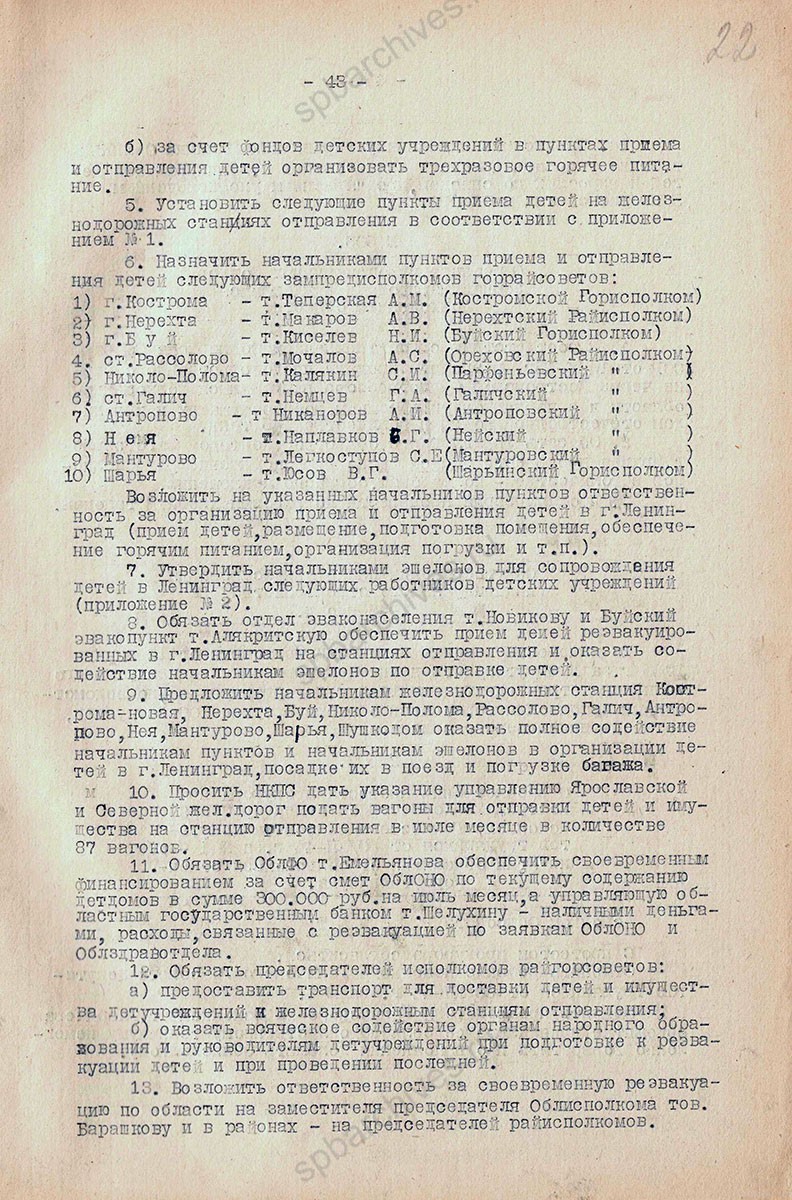 22
- 43 -
б) за счет фондов детских учреждений в пунктах приема
и отправления детей организовать трехразовое горячее пита-
ние.
5. Установить следующие пункты приема детей на желез-
нодорожных станциях отправления в соответствии с приложе-
нием № 1.
6. Назначить начальниками пунктов приема и отправле-
ния детей следующих зампредисполкомов горрайсоветов:
1) г.Кострома - т.Теперская А.М. (Костромской Горисполком)
2) г.Нерехта - т.Макаров А.В. (Нерехтский Райисполком)
3) г.Б у й - т.Киселев Н.И. (Буйский Горисполком)
4. ст.Рассолово - т.Мочалов А.С. (Ореховский Райисполком)
5) Николо-Полома- т.Калякин С.И. (Парфеньевский " )
6) ст.Галич - т.Немцев Г.А. (Галичский " )
7) Антропово - т Никаноров А.И. (Антроповский " )
8) Н е я - т.Наплавков В.Г. (Нейский " )
9) Мантурово - т.Легкоступов С.Е(Мантуровский " )
10) Шарья - т.Юсов В.Г. (Шарьинский Горисполком)
Возложить на указанных начальников пунктов ответствен-
ность за организацию приема и отправления детей в г.Ленин-
град (прием детей,размещение,подготовка помещения,обеспече-
ние горячим питанием,организация погрузки и т.п.).
7. Утвердить начальниками эшелонов для сопровождения
детей в Ленинград следующих работников детских учреждений
(приложение № 2).
8. Обязать отдел эваконаселения т.Новикову и Буйский
эвакопункт т.Алякритскую обеспечить прием деией реэвакуиро-
ванных в г.Ленинград на станциях отправления и оказать со-
действие начальникам эшелонов по отправке детей.
9. Предложить начальникам железнодорожных станция Кост-
рома-новая, Нерехта,Буй,Николо-Полома,Рассолово,Галич,Антро-
пово,Нея,Мантурово,Шарья,Шушкодом оказать полное содействие
начальникам пунктов и начальникам эшелонов в организации де-
тей в г.Ленинград,посадке их в поезд и погрузке багажа.
10. Просить НКПС дать указание управлению Ярославской
и Северной жел.дорог подать вагоны для отправки детей и иму-
щества на станцию отправления в июле месяце в количестве
87 вагонов.
11. Обязать ОблФО т.Емельянова обеспечить своевременным
финансированием за счет смет ОблОНО по текущему содержанию
детдомов в сумме 300.000 руб.на июль месяц,а управляющую об-
ластным государственным банком т.Шелухину - наличными деньга-
ми, расходы,связанные с реэвакуацией по заявкам ОблОНО и
Облздравотдела.
12. Обязать председателей исполкомов райгорсоветов:
а) предоставить транспорт для доставки детей и имущест-
ва детучреждений к железнодорожным станциям отправления;
б) оказать всяческое содействие органам народного обра-
зования и руководителям детучреждений при подготовке к реэва-
куации детей и при проведении последней.
13. Возложить ответственность за своевременную реэвакуа-
цию по области на заместителя председателя Облисполкома тов.
Барашкову и в районах - на председателей райисполкомов.